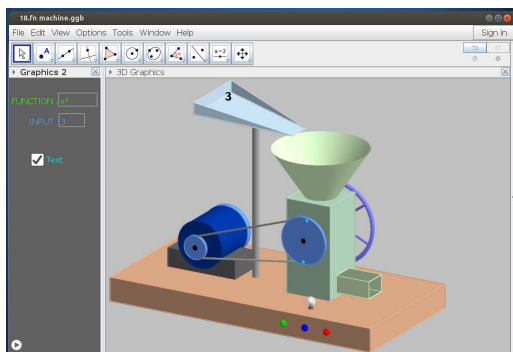 18.fn machine.ggb
File Edit View Options Tools Window Help
Sign in
A
a=2
Graphics 2
3D Graphics
FUNCTION x²
INPUT 3
Text
3